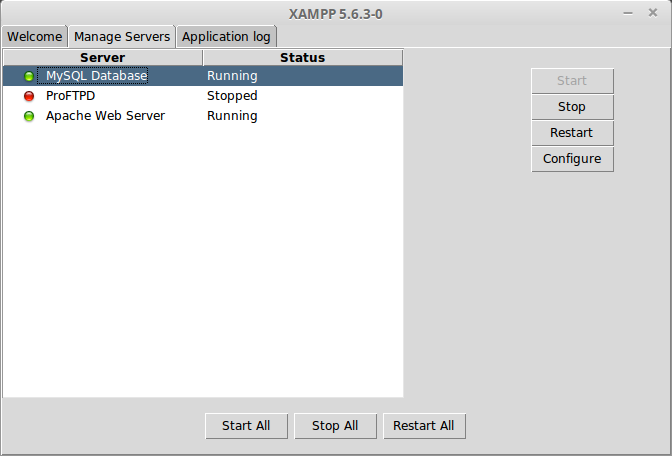 XAMPP 5.6.3-0
Welcome Manage Servers Application log
Server Status
MySQL Database Running
ProFTPD Stopped
Apache Web Server Running
Start
Stop
Restart
Configure
Start All Stop All Restart All